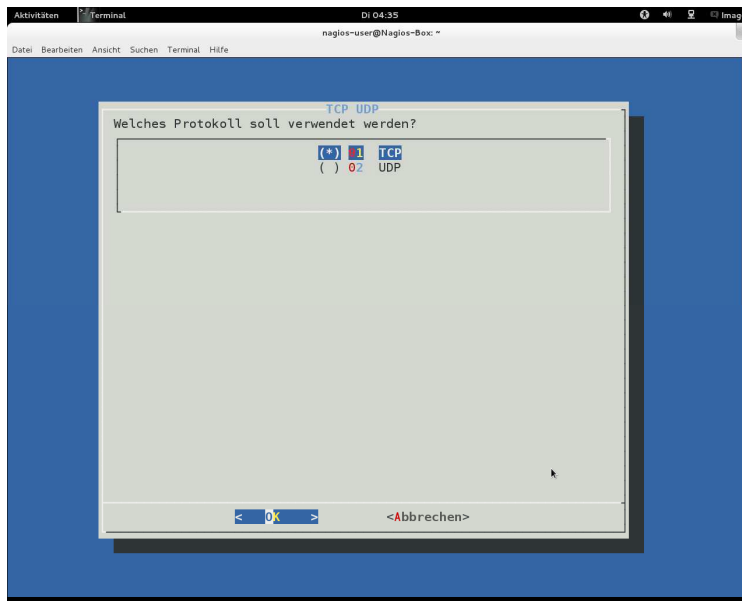 Aktivitäten Terminal Di 04:35 Imag
nagios-user@Nagios-Box: ~
Datei Bearbeiten Ansicht Suchen Terminal Hilfe
TCP UDP
Welches Protokoll soll verwendet werden?
(*) 01 TCP
( ) 02 UDP
< OK > <Abbrechen>